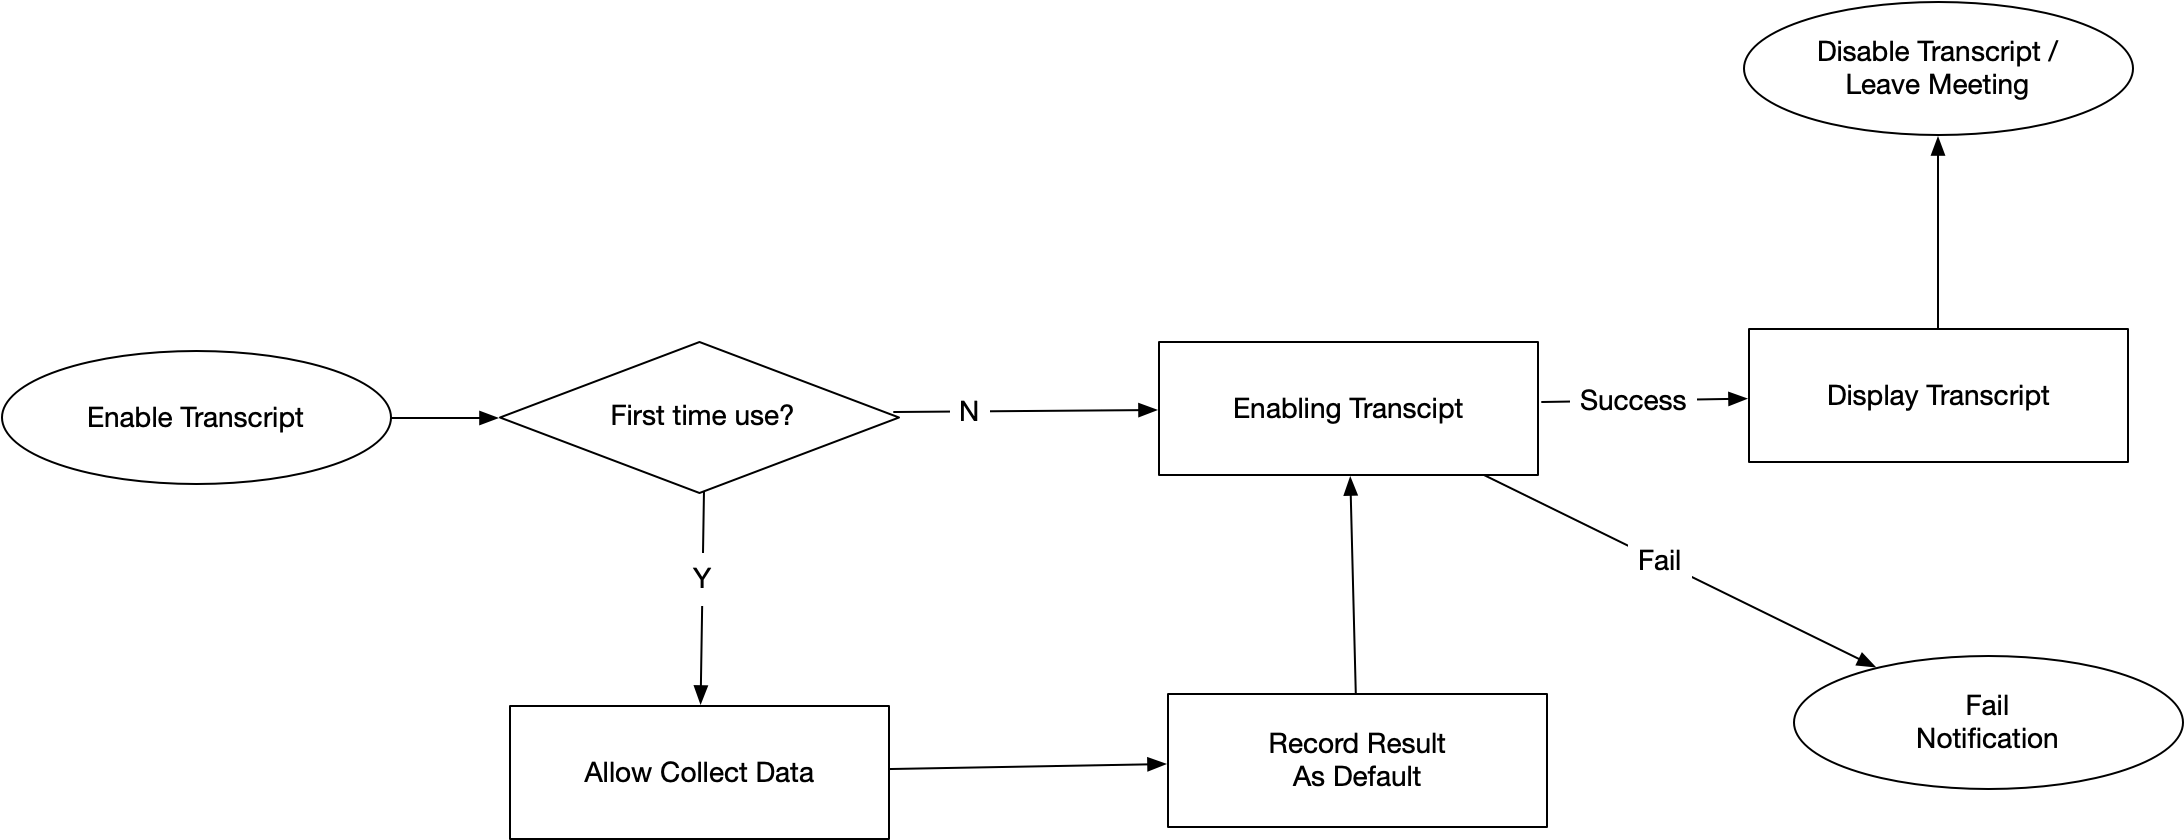 Disable Transcript /
Leave Meeting
Enable Transcript
First time use?
N
Enabling Transcipt
Success
Display Transcript
Y
Fail
Allow Collect Data
Record Result
As Default
Fail
Notification